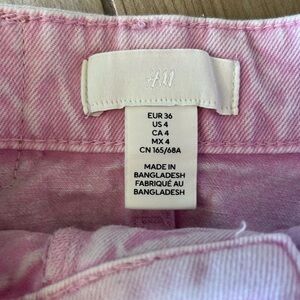 H&M
EUR 36
US 4
CA 4
MX 4
CN 165/68A
MADE IN
BANGLADESH
FABRIQUÉ AU
BANGLADESH